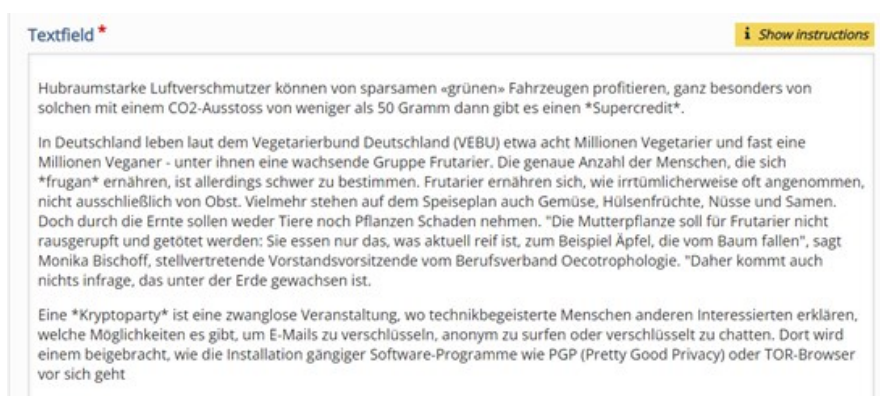 Textfield *
i Show instructions
Hubraumstarke Luftverschmutzer können von sparsamen «grünen» Fahrzeugen profitieren, ganz besonders von
solchen mit einem CO2-Ausstoss von weniger als 50 Gramm dann gibt es einen *Supercredit*.
In Deutschland leben laut dem Vegetarierbund Deutschland (VEBU) etwa acht Millionen Vegetarier und fast eine
Millionen Veganer - unter ihnen eine wachsende Gruppe Frutarier. Die genaue Anzahl der Menschen, die sich
*frugan* ernähren, ist allerdings schwer zu bestimmen. Frutarier ernähren sich, wie irrtümlicherweise oft angenommen,
nicht ausschließlich von Obst. Vielmehr stehen auf dem Speiseplan auch Gemüse, Hülsenfrüchte, Nüsse und Samen.
Doch durch die Ernte sollen weder Tiere noch Pflanzen Schaden nehmen. "Die Mutterpflanze soll für Frutarier nicht
rausgerupft und getötet werden: Sie essen nur das, was aktuell reif ist, zum Beispiel Äpfel, die vom Baum fallen", sagt
Monika Bischoff, stellvertretende Vorstandsvorsitzende vom Berufsverband Oecotrophologie. "Daher kommt auch
nichts infrage, das unter der Erde gewachsen ist.
Eine *Kryptoparty* ist eine zwanglose Veranstaltung, wo technikbegeisterte Menschen anderen Interessierten erklären,
welche Möglichkeiten es gibt, um E-Mails zu verschlüsseln, anonym zu surfen oder verschlüsselt zu chatten. Dort wird
einem beigebracht, wie die Installation gängiger Software-Programme wie PGP (Pretty Good Privacy) oder TOR-Browser
vor sich geht